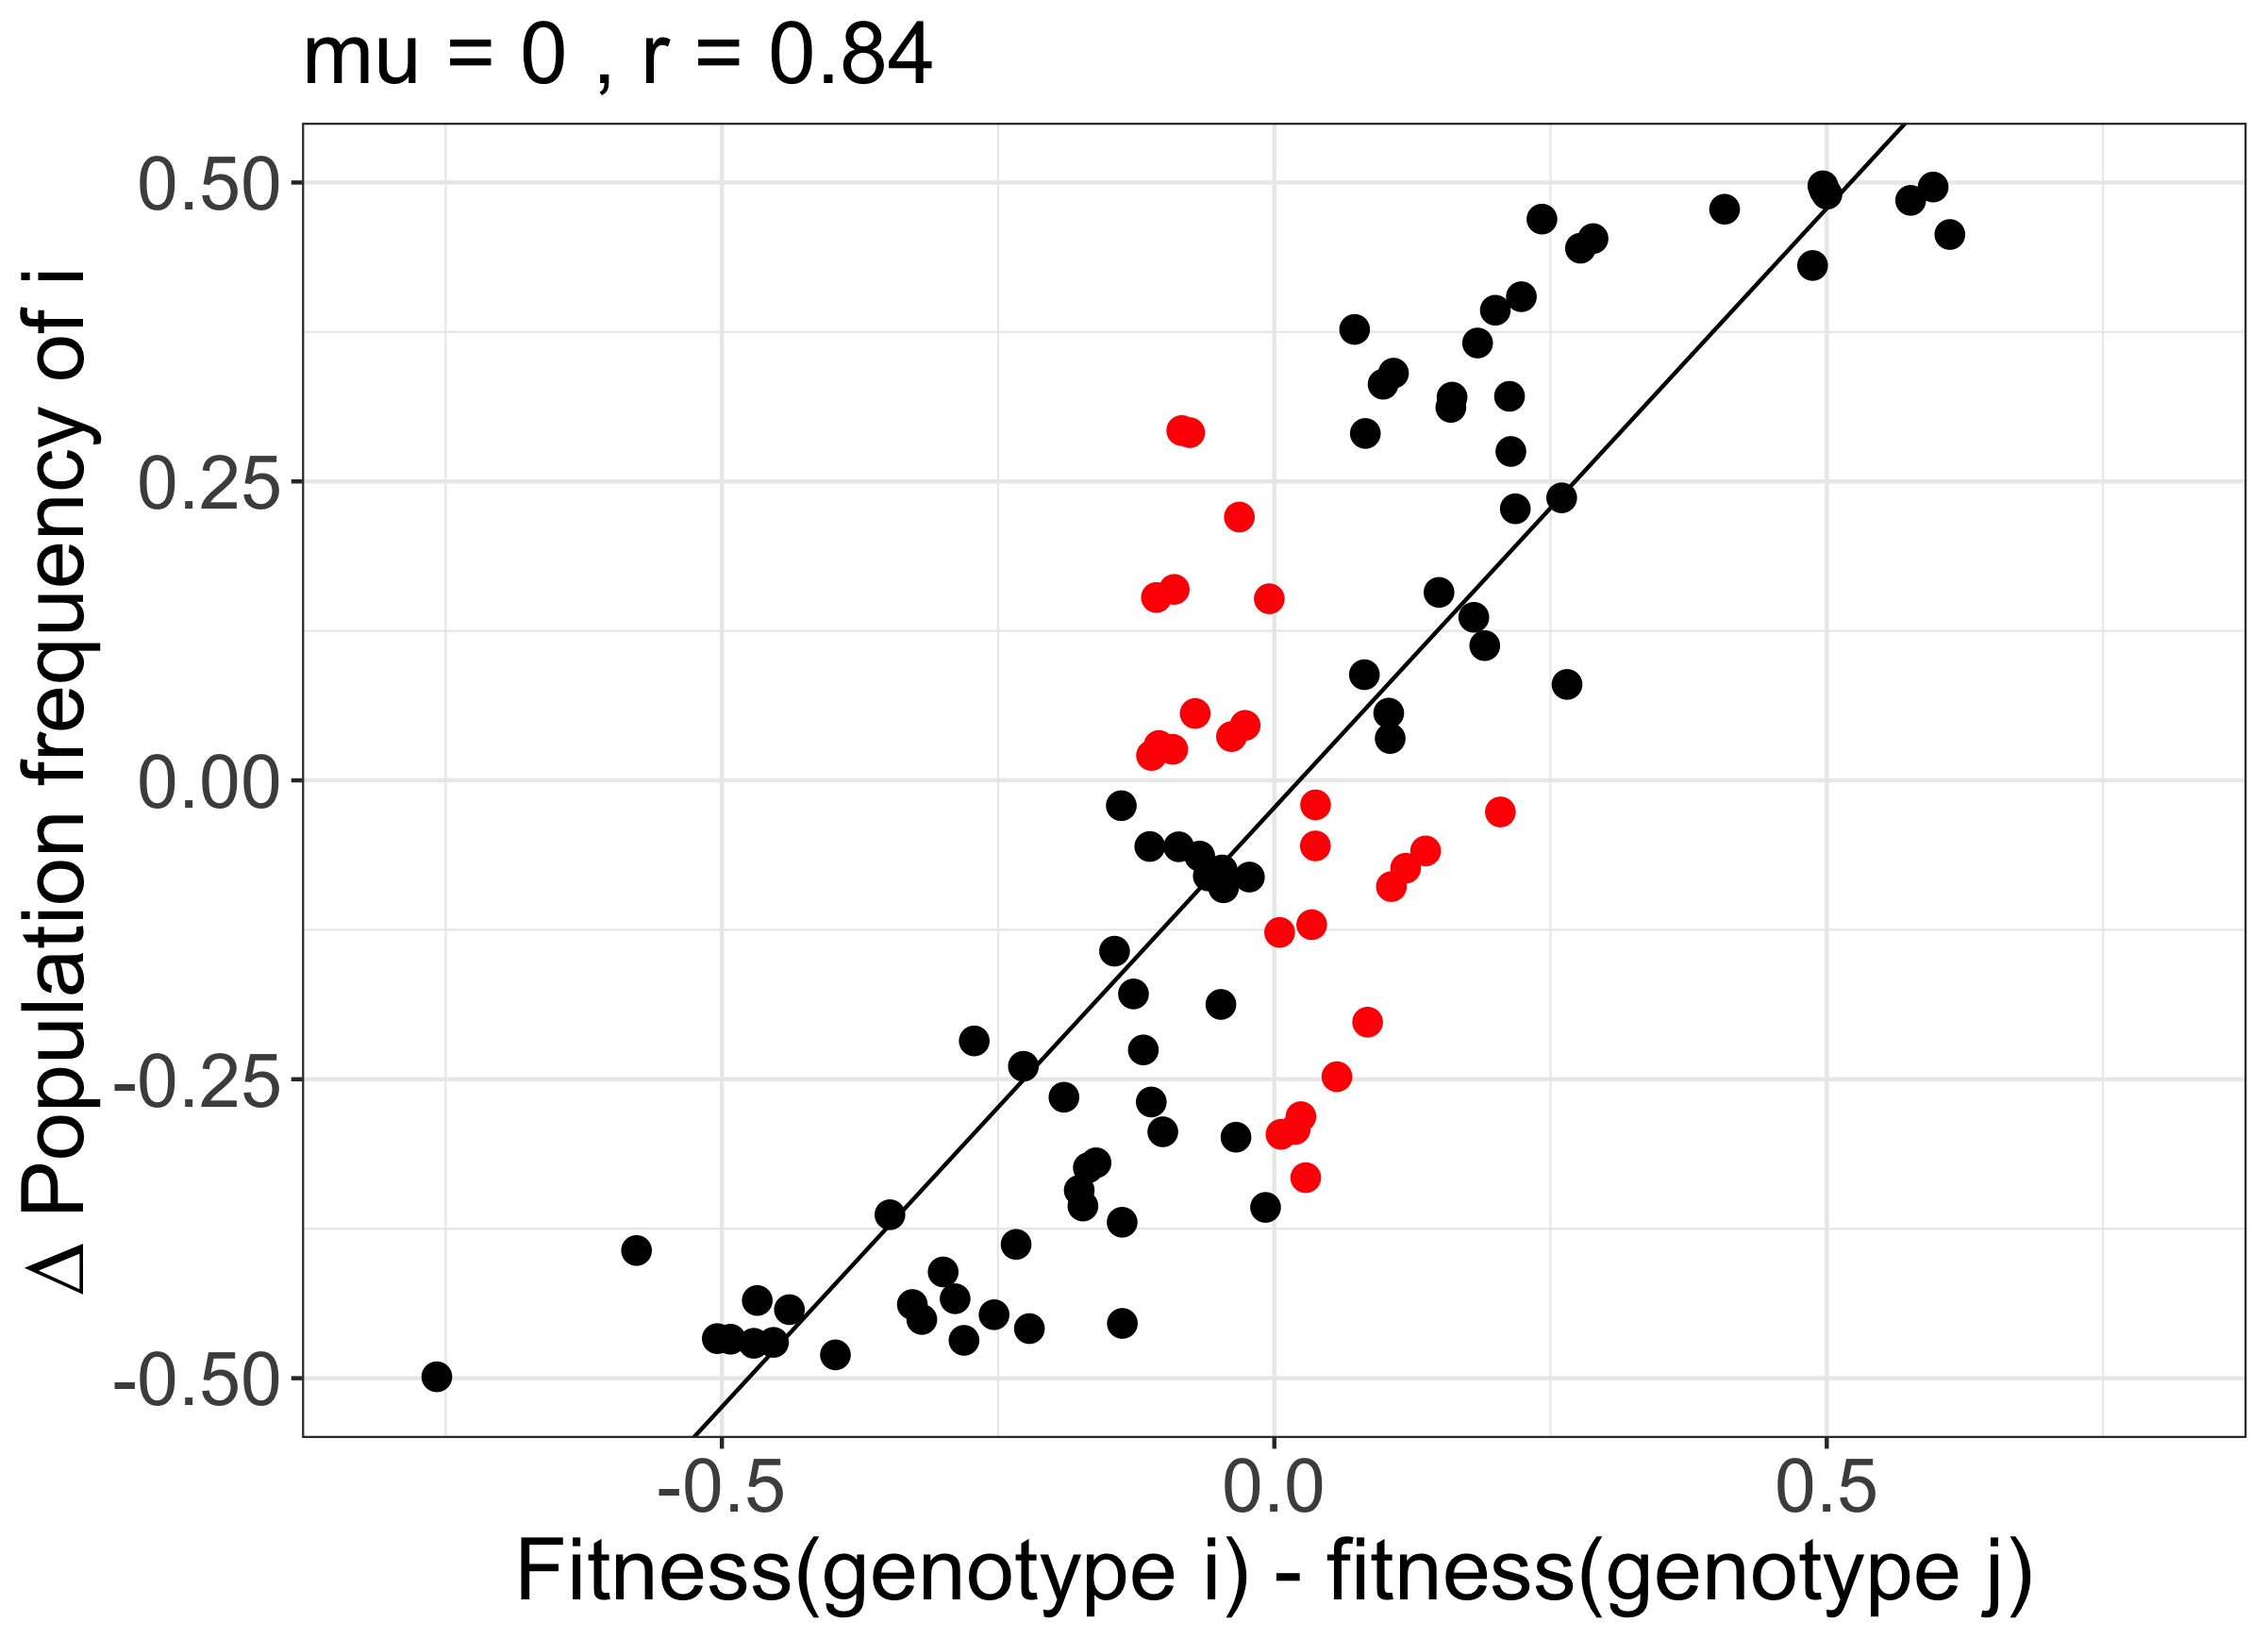 mu = 0 , r = 0.84
Δ Population frequency of i
0.50
0.25
0.00
-0.25
-0.50
-0.5
0.0
0.5
Fitness(genotype i) - fitness(genotype j)